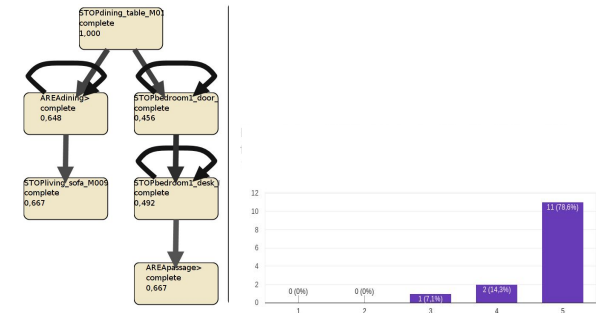 STOPdining_table_M01
complete
1,000
AREAdining>
complete
0,648
STOPbedroom1_door_
complete
0,456
STOPliving_sofa_M009
complete
0,667
STOPbedroom1_desk_
complete
0,492
AREApassage>
complete
0,667
12
10
8
6
4
2
0
0 (0%)
0 (0%)
1 (7,1%)
2 (14,3%)
11 (78,6%)
1
2
3
4
5